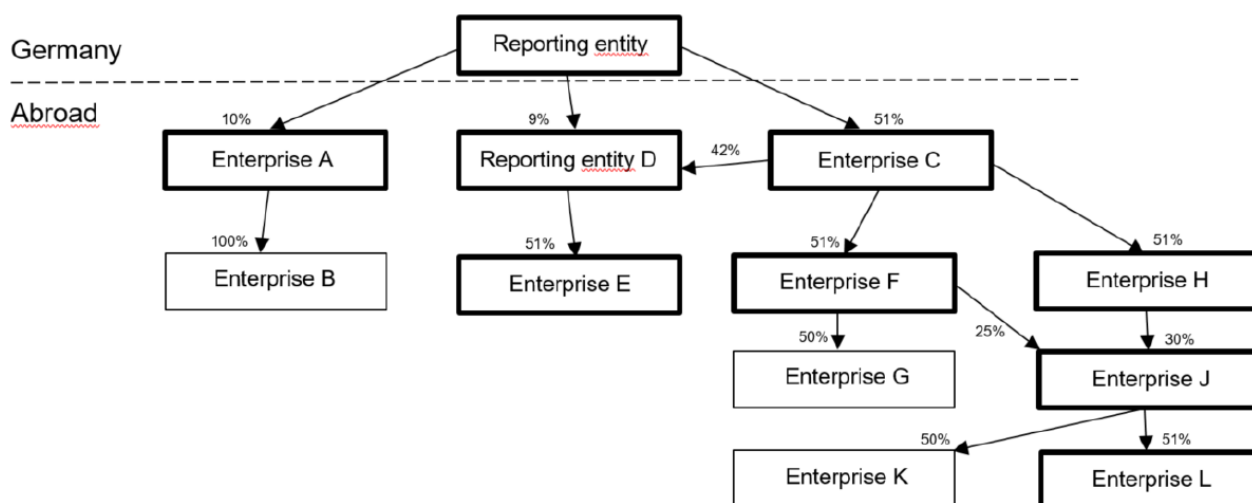 Germany
Reporting entity
Abroad
10%
9%
51%
Enterprise A
Reporting entity D
42%
Enterprise C
100%
51%
51%
51%
Enterprise B
Enterprise E
Enterprise F
Enterprise H
50%
25%
30%
Enterprise G
Enterprise J
50%
51%
Enterprise K
Enterprise L